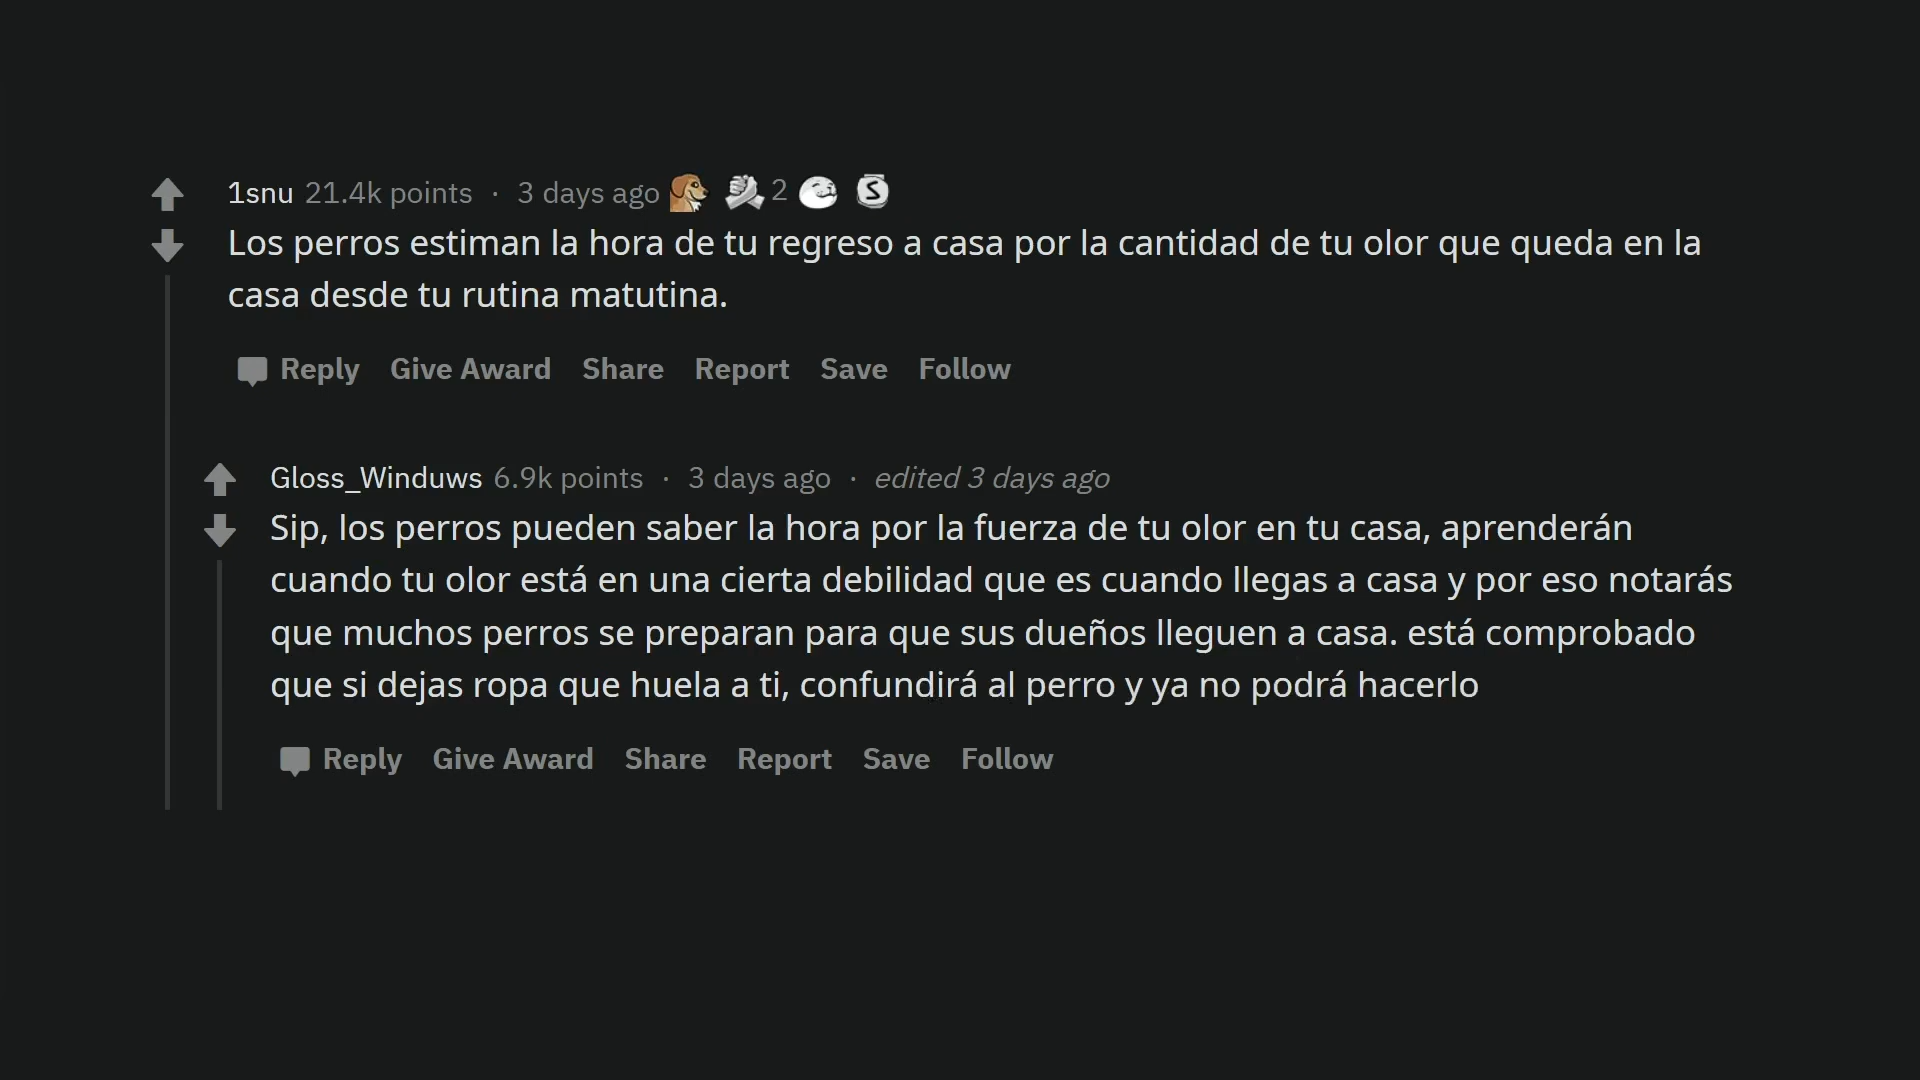 1snu 21.4k points · 3 days ago 2 S
Los perros estiman la hora de tu regreso a casa por la cantidad de tu olor que queda en la
casa desde tu rutina matutina.
Reply Give Award Share Report Save Follow
Gloss_Winduws 6.9k points · 3 days ago · edited 3 days ago
Sip, los perros pueden saber la hora por la fuerza de tu olor en tu casa, aprenderán
cuando tu olor está en una cierta debilidad que es cuando llegas a casa y por eso notarás
que muchos perros se preparan para que sus dueños lleguen a casa. está comprobado
que si dejas ropa que huela a ti, confundirá al perro y ya no podrá hacerlo
Reply Give Award Share Report Save Follow